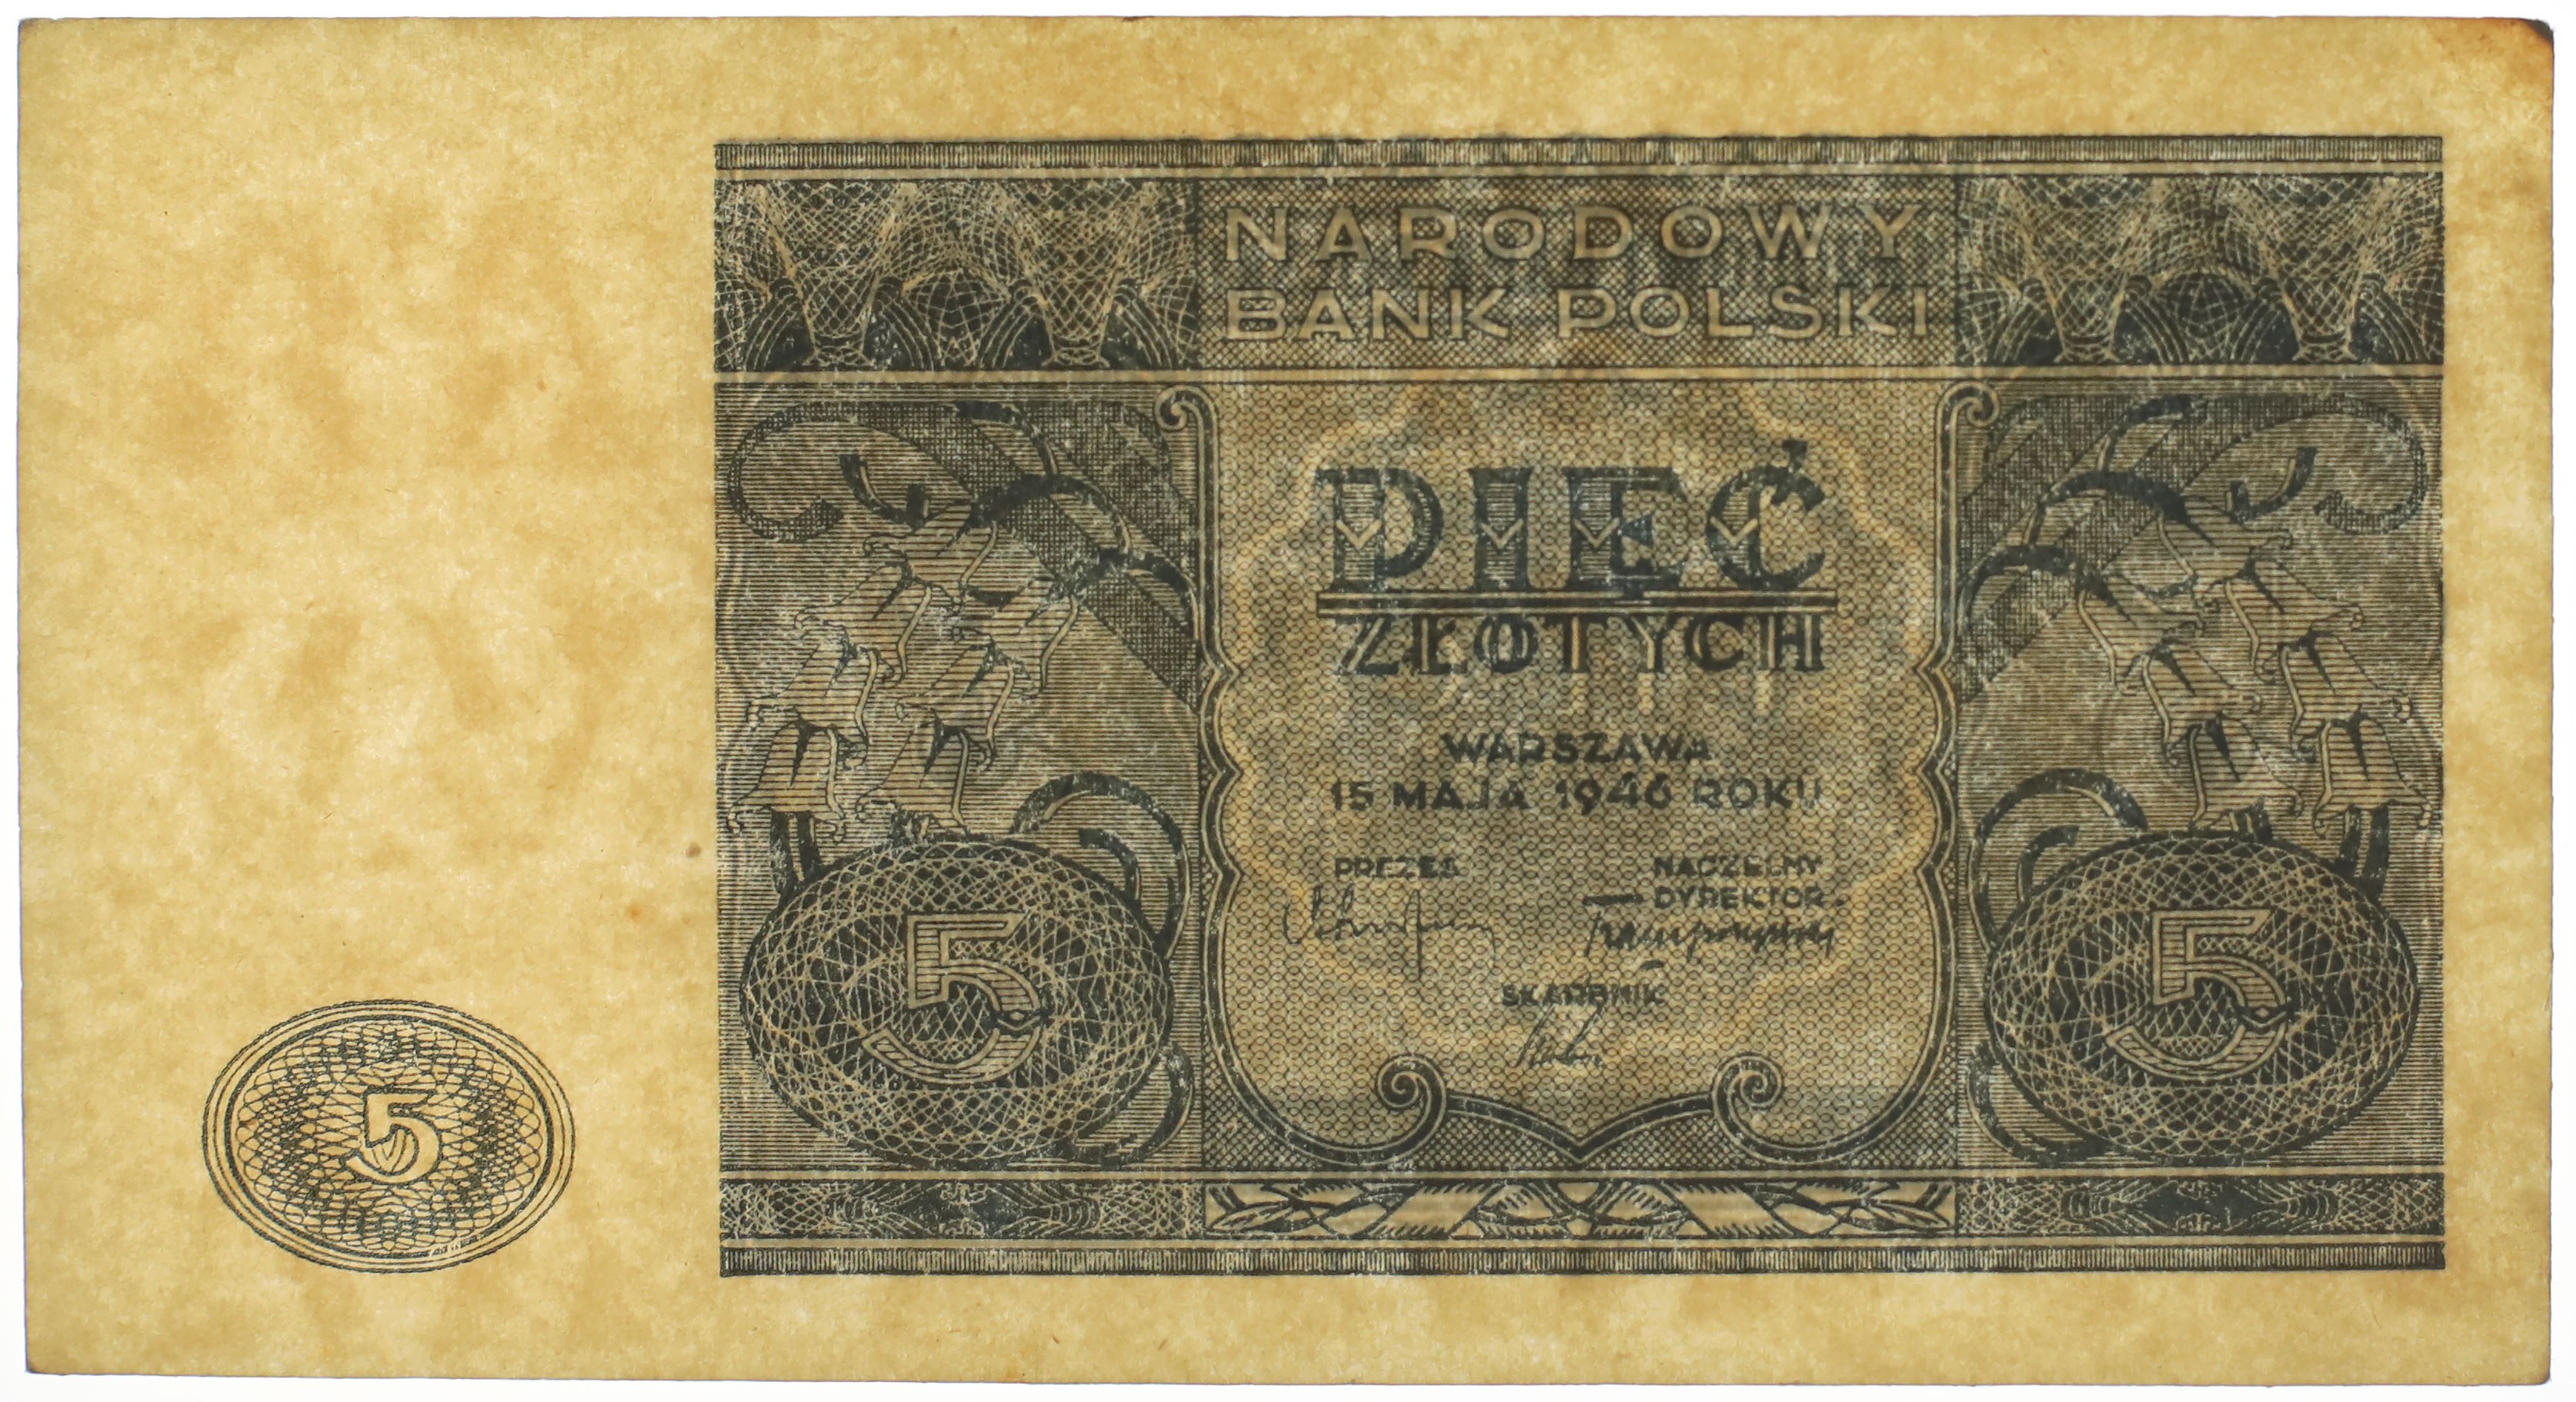 NARODOWY
BANK POLSKI
PIĘĆ
ZŁOTYCH
WARSZAWA
15 MAJA 1946 ROKU
PREZES
NACZELNY
DYREKTOR
SKARBNIK
5
5
5